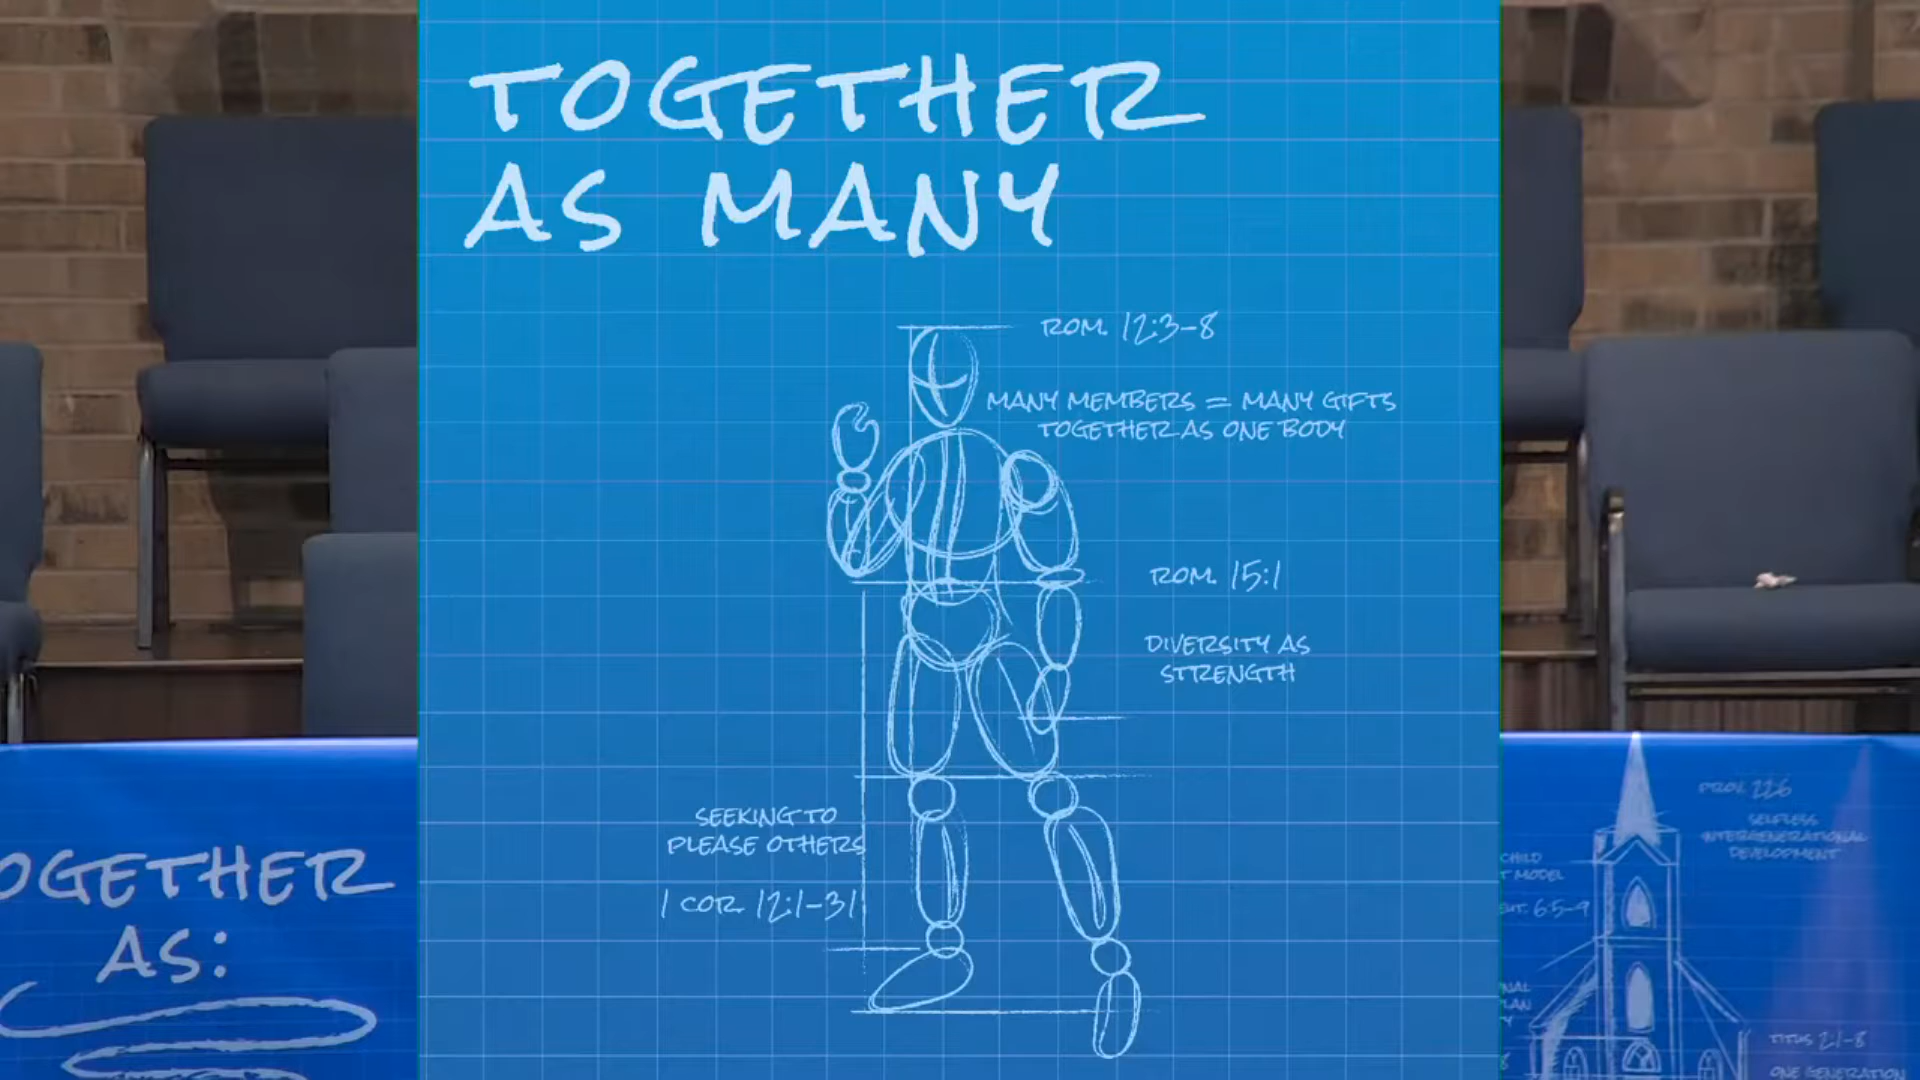 TOGETHER
AS MANY
ROM. 12:3-8
MANY MEMBERS = MANY GIFTS
TOGETHER AS ONE BODY
ROM. 15:1
DIVERSITY AS
STRENGTH
SEEKING TO
PLEASE OTHERS
1 COR. 12:1-31
OGETHER
AS:
PROV. 22:6
SELFLESS
INTERGENERATIONAL
DEVELOPMENT
CHILD
T MODEL
6:5-9
NAL
LAN
Y
TITUS 2:1-8
ONE GENERATION